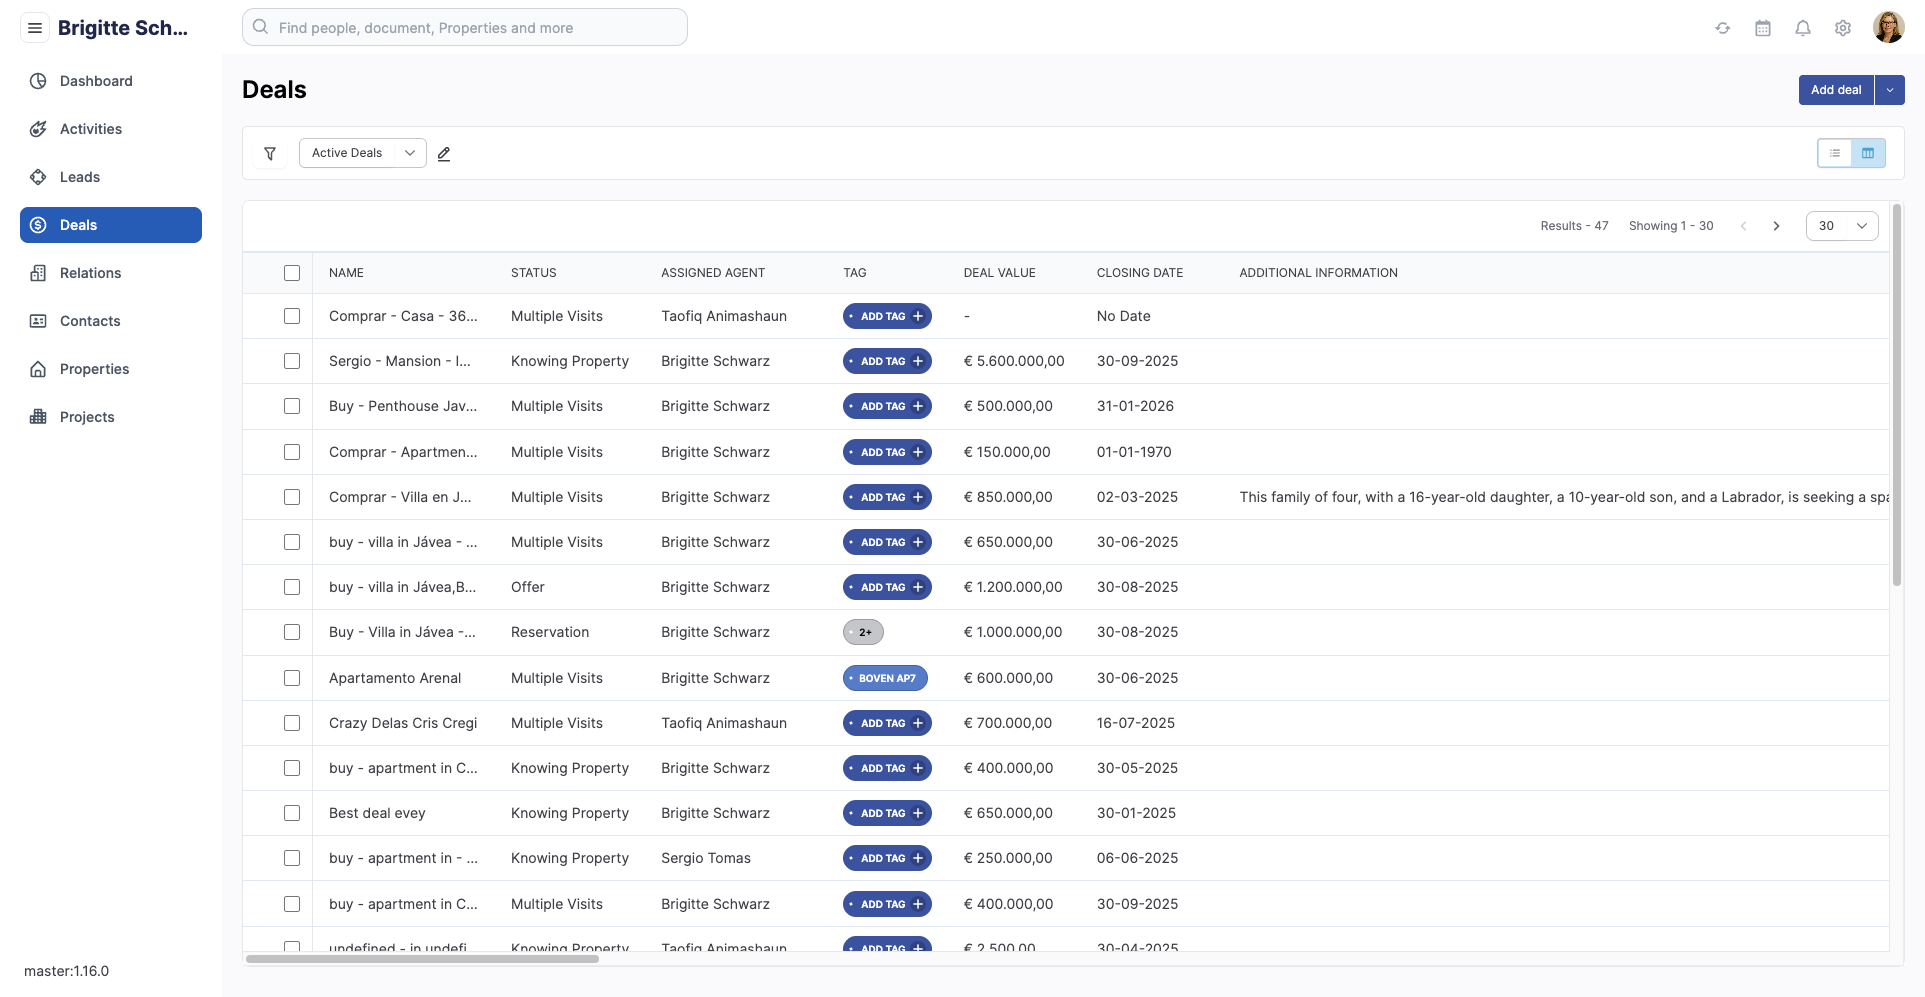 Brigitte Sch...
Find people, document, Properties and more
Dashboard
Activities
Leads
Deals
Relations
Contacts
Properties
Projects
master:1.16.0
Deals
Add deal
Active Deals
Results - 47 Showing 1 - 30 30
NAME STATUS ASSIGNED AGENT TAG DEAL VALUE CLOSING DATE ADDITIONAL INFORMATION
Comprar - Casa - 36... Multiple Visits Taofiq Animashaun ADD TAG - No Date
Sergio - Mansion - I... Knowing Property Brigitte Schwarz ADD TAG € 5.600.000,00 30-09-2025
Buy - Penthouse Jav... Multiple Visits Brigitte Schwarz ADD TAG € 500.000,00 31-01-2026
Comprar - Apartmen... Multiple Visits Brigitte Schwarz ADD TAG € 150.000,00 01-01-1970
Comprar - Villa en J... Multiple Visits Brigitte Schwarz ADD TAG € 850.000,00 02-03-2025 This family of four, with a 16-year-old daughter, a 10-year-old son, and a Labrador, is seeking a spa
buy - villa in Jávea - ... Multiple Visits Brigitte Schwarz ADD TAG € 650.000,00 30-06-2025
buy - villa in Jávea,B... Offer Brigitte Schwarz ADD TAG € 1.200.000,00 30-08-2025
Buy - Villa in Jávea -... Reservation Brigitte Schwarz 2+ € 1.000.000,00 30-08-2025
Apartamento Arenal Multiple Visits Brigitte Schwarz BOVEN AP7 € 600.000,00 30-06-2025
Crazy Delas Cris Cregi Multiple Visits Taofiq Animashaun ADD TAG € 700.000,00 16-07-2025
buy - apartment in C... Knowing Property Brigitte Schwarz ADD TAG € 400.000,00 30-05-2025
Best deal evey Knowing Property Brigitte Schwarz ADD TAG € 650.000,00 30-01-2025
buy - apartment in - ... Knowing Property Sergio Tomas ADD TAG € 250.000,00 06-06-2025
buy - apartment in C... Multiple Visits Brigitte Schwarz ADD TAG € 400.000,00 30-09-2025
undefined - in undefi Knowing Property Taofiq Animashaun ADD TAG € 2.500,00 30-04-2025